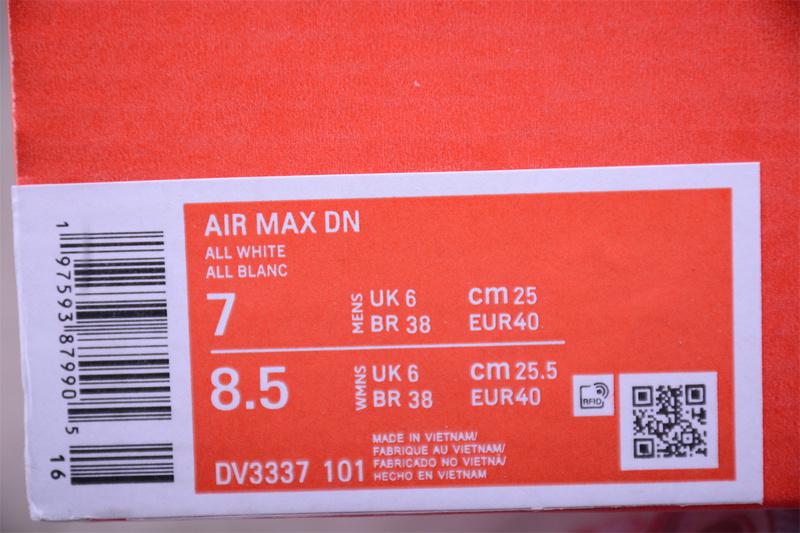 AIR MAX DN
ALL WHITE
ALL BLANC
7
MENS
UK 6 cm 25
BR 38 EUR40
8.5
WMNS
UK 6 cm 25.5
BR 38 EUR40
RFID
DV3337 101
MADE IN VIETNAM/
FABRIQUE AU VIETNAM/
FABRICADO NO VIETNÃ/
HECHO EN VIETNAM
1 97593 87990 5
16